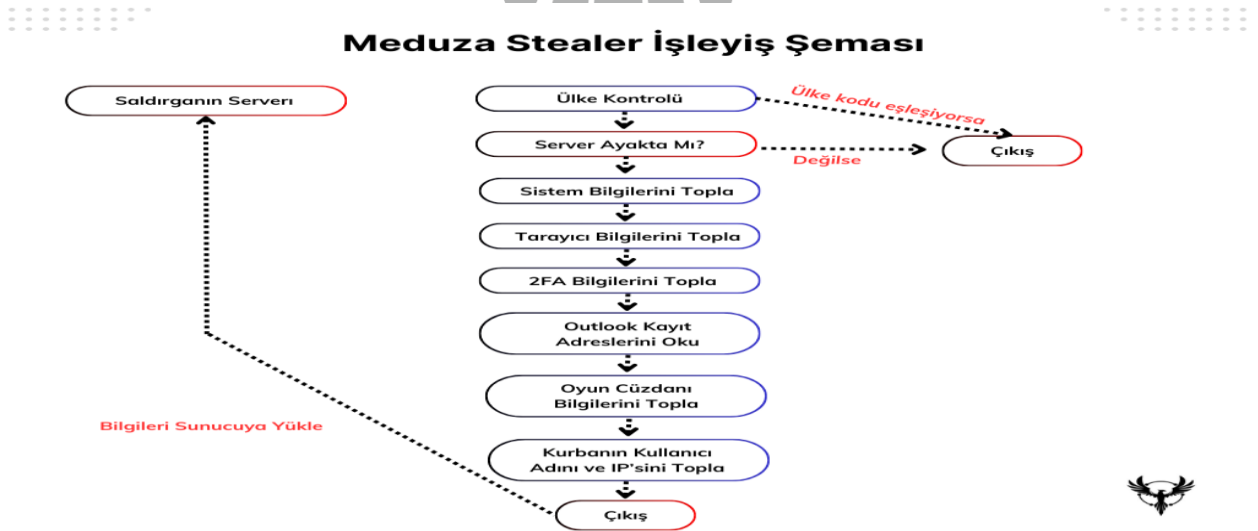 Meduza Stealer İşleyiş Şeması
Saldırganın Serverı
Ülke Kontrolü
Ülke kodu eşleşiyorsa
Server Ayakta Mı?
Değilse
Çıkış
Sistem Bilgilerini Topla
Tarayıcı Bilgilerini Topla
2FA Bilgilerini Topla
Outlook Kayıt
Adreslerini Oku
Oyun Cüzdanı
Bilgilerini Topla
Bilgileri Sunucuya Yükle
Kurbanın Kullanıcı
Adını ve IP'sini Topla
Çıkış